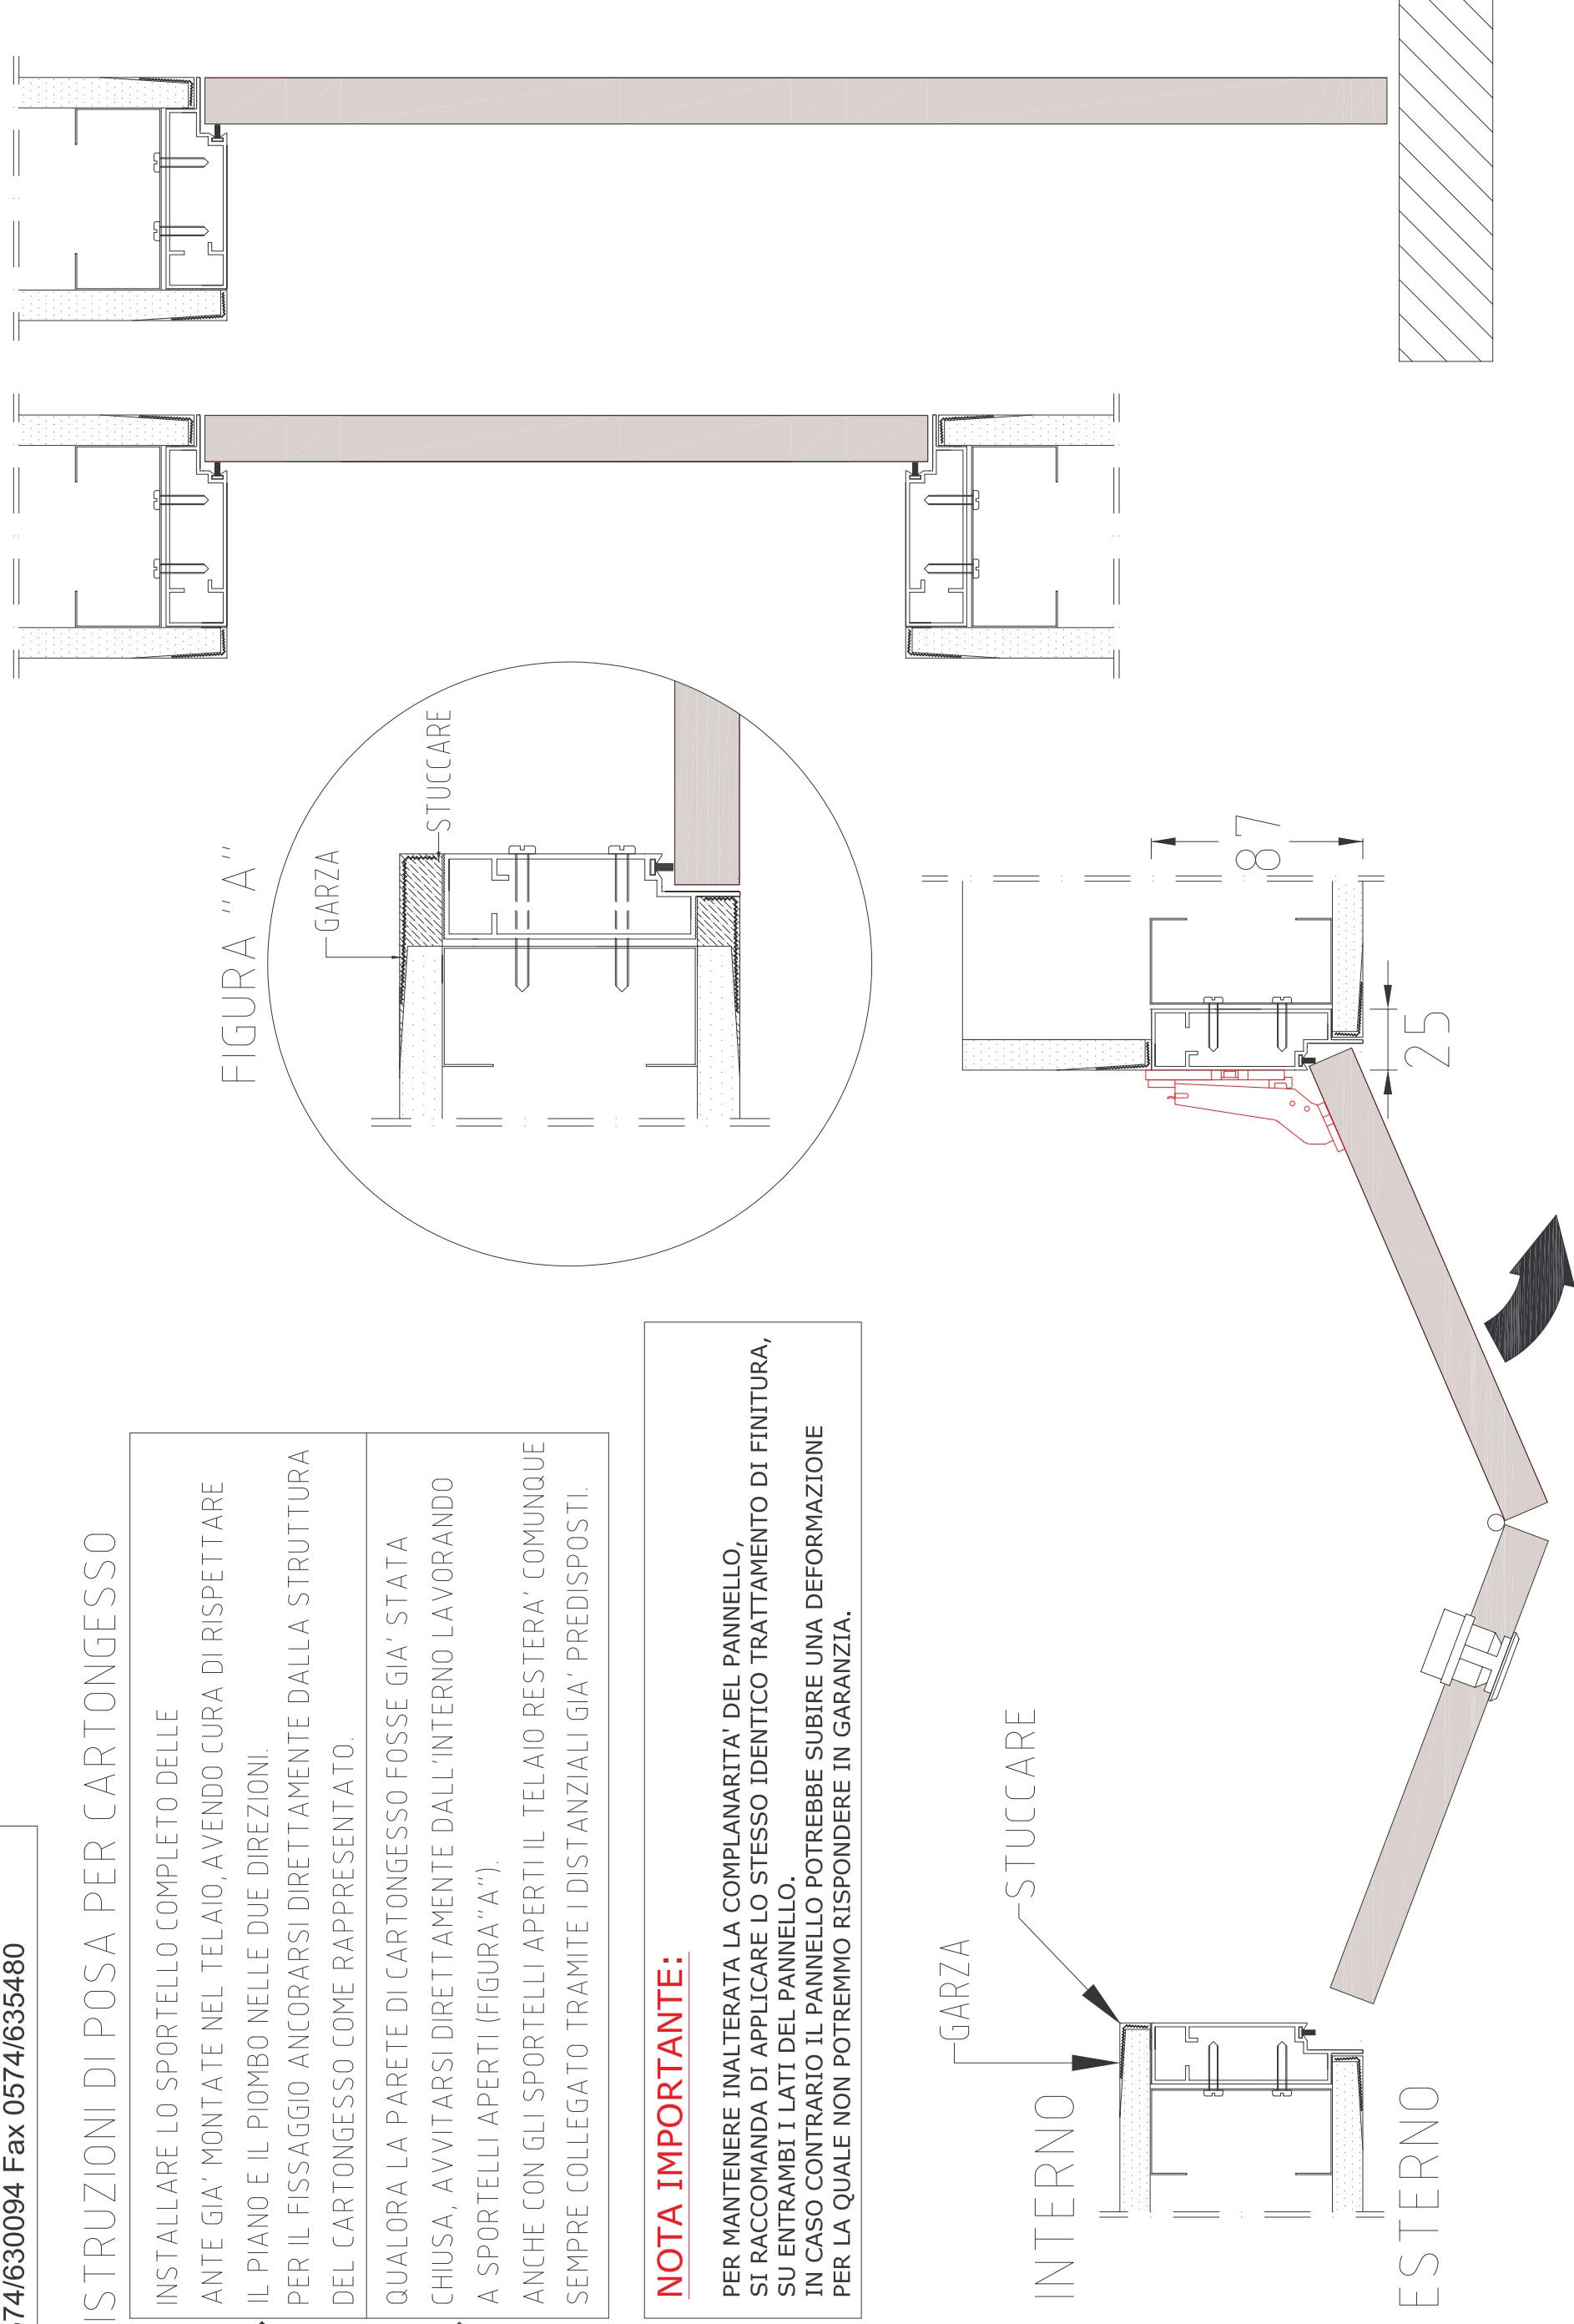 74/630094 Fax 0574/635480
ISTRUZIONI DI POSA PER CARTONGESSO
INSTALLARE LO SPORTELLO COMPLETO DELLE
ANTE GIA' MONTATE NEL TELAIO, AVENDO CURA DI RISPETTARE
IL PIANO E IL PIOMBO NELLE DUE DIREZIONI.
PER IL FISSAGGIO ANCORARSI DIRETTAMENTE DALLA STRUTTURA
DEL CARTONGESSO COME RAPPRESENTATO.
QUALORA LA PARETE DI CARTONGESSO FOSSE GIA' STATA
CHIUSA, AVVITARSI DIRETTAMENTE DALL'INTERNO LAVORANDO
A SPORTELLI APERTI (FIGURA"A").
ANCHE CON GLI SPORTELLI APERTI IL TELAIO RESTERA' COMUNQUE
SEMPRE COLLEGATO TRAMITE I DISTANZIALI GIA' PREDISPOSTI.
NOTA IMPORTANTE:
PER MANTENERE INALTERATA LA COMPLANARITA' DEL PANNELLO,
SI RACCOMANDA DI APPLICARE LO STESSO IDENTICO TRATTAMENTO DI FINITURA,
SU ENTRAMBI I LATI DEL PANNELLO.
IN CASO CONTRARIO IL PANNELLO POTREBBE SUBIRE UNA DEFORMAZIONE
PER LA QUALE NON POTREMMO RISPONDERE IN GARANZIA.
FIGURA "A"
GARZA
STUCCARE
GARZA
STUCCARE
INTERNO
ESTERNO
87
25